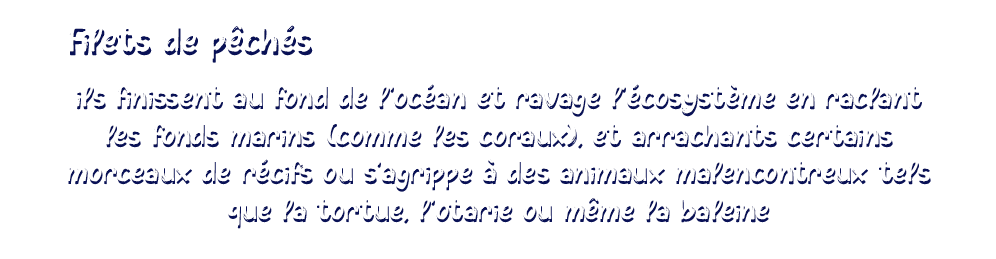 Filets de pêchés
ils finissent au fond de l'océan et ravage l'écosystème en raclant
les fonds marins (comme les coraux), et arrachants certains
morceaux de récifs ou s'agrippe à des animaux malencontreux tels
que la tortue, l'otarie ou même la baleine